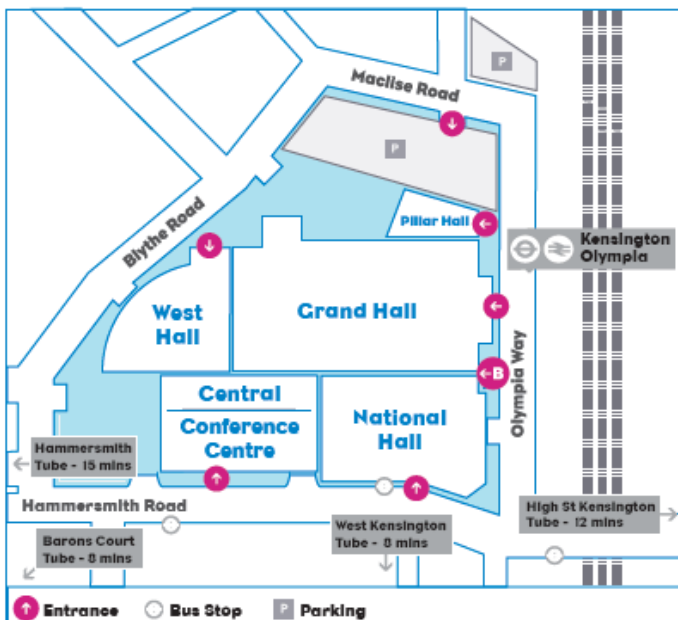 P
Maclise Road
P
Blythe Road
Pillar Hall
Kensington
Olympia
West
Hall
Grand Hall
Olympia Way
B
Central
Conference
Centre
National
Hall
Hammersmith
Tube - 15 mins
Hammersmith Road
Barons Court
Tube - 8 mins
West Kensington
Tube - 8 mins
High St Kensington
Tube - 12 mins
Entrance
Bus Stop
P Parking